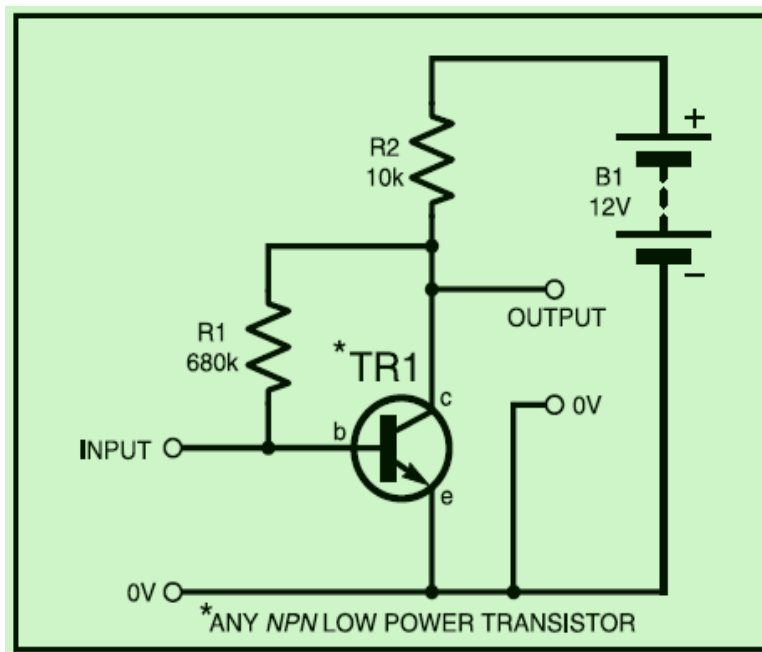 +
R2
10k
B1
12V
−
OUTPUT
R1
680k
*TR1
c
0V
b
INPUT
e
0V
*ANY NPN LOW POWER TRANSISTOR